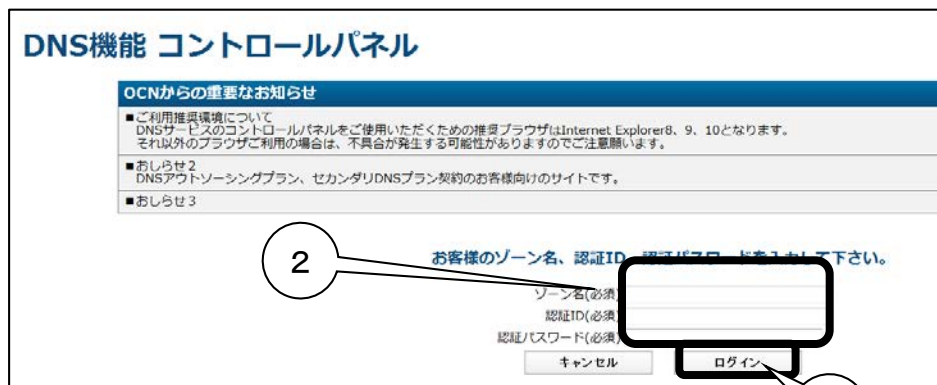 DNS機能 コントロールパネル
OCNからの重要なお知らせ
■ご利用推奨環境について
DNSサービスのコントロールパネルをご使用いただくための推奨ブラウザはInternet Explorer8、9、10となります。
それ以外のブラウザご利用の場合は、不具合が発生する可能性がありますのでご注意願います。
■おしらせ2
DNSアウトソーシングプラン、セカンダリDNSプラン契約のお客様向けのサイトです。
■おしらせ3
2
お客様のゾーン名、認証ID、認証パスワードを入力して下さい。
ゾーン名(必須)
認証ID(必須)
認証パスワード(必須)
キャンセル ログイン